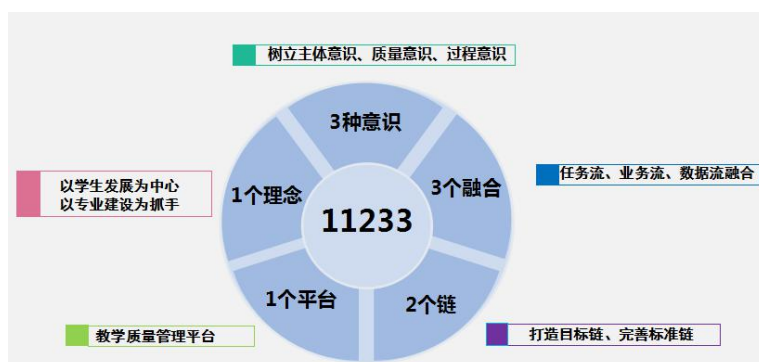 树立主体意识、质量意识、过程意识
3种意识
1个理念
3个融合
以学生发展为中心
以专业建设为抓手
任务流、业务流、数据流融合
11233
1个平台
2个链
教学质量管理平台
打造目标链、完善标准链